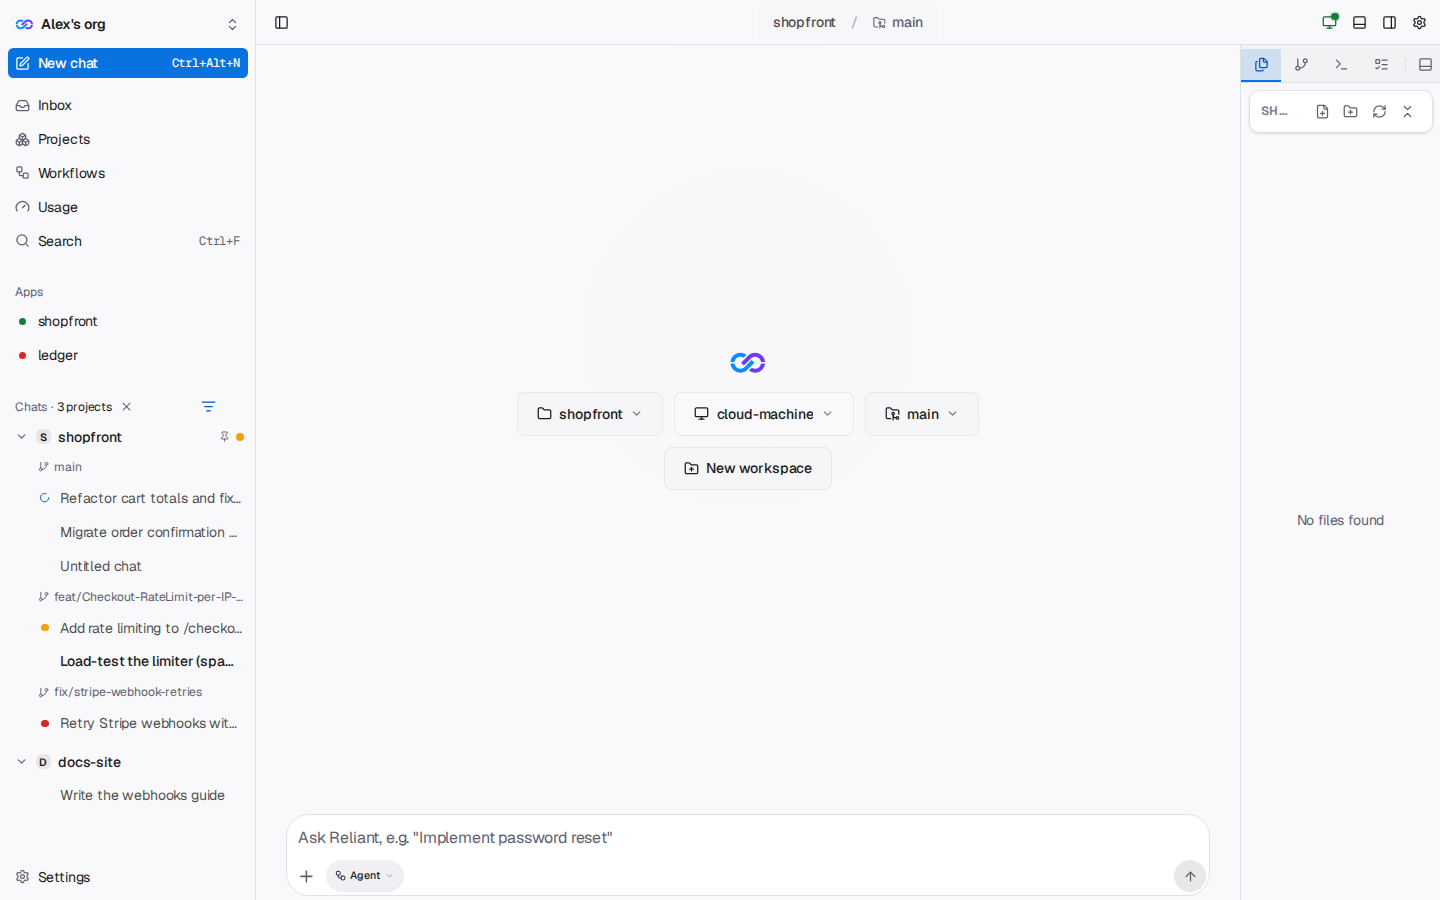 Alex's org
New chat Ctrl+Alt+N
Inbox
Projects
Workflows
Usage
Search Ctrl+F
Apps
shopfront
ledger
Chats · 3 projects
S shopfront
main
Refactor cart totals and fix...
Migrate order confirmation ...
Untitled chat
feat/Checkout-RateLimit-per-IP-...
Add rate limiting to /checko...
Load-test the limiter (spa...
fix/stripe-webhook-retries
Retry Stripe webhooks wit...
D docs-site
Write the webhooks guide
Settings
shopfront / main
shopfront cloud-machine main
New workspace
Ask Reliant, e.g. "Implement password reset"
Agent
SH...
No files found